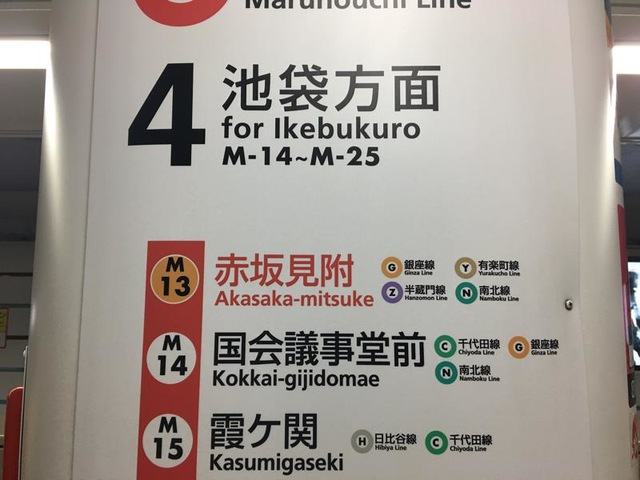 Marunouchi Line
4
池袋方面
for Ikebukuro
M-14~M-25
M 13
赤坂見附
Akasaka-mitsuke
G 銀座線 Ginza Line
Y 有楽町線 Yurakucho Line
Z 半蔵門線 Hanzomon Line
N 南北線 Namboku Line
M 14
国会議事堂前
Kokkai-gijidomae
C 千代田線 Chiyoda Line
G 銀座線 Ginza Line
N 南北線 Namboku Line
M 15
霞ケ関
Kasumigaseki
H 日比谷線 Hibiya Line
C 千代田線 Chiyoda Line